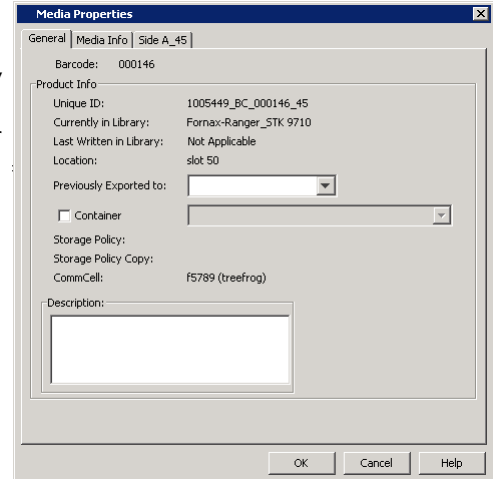 Media Properties
General Media Info Side A_45
Barcode: 000146
Product Info
Unique ID: 1005449_BC_000146_45
Currently in Library: Fornax-Ranger_STK 9710
Last Written in Library: Not Applicable
Location: slot 50
Previously Exported to:
Container
Storage Policy:
Storage Policy Copy:
CommCell: f5789 (treefrog)
Description:
OK Cancel Help